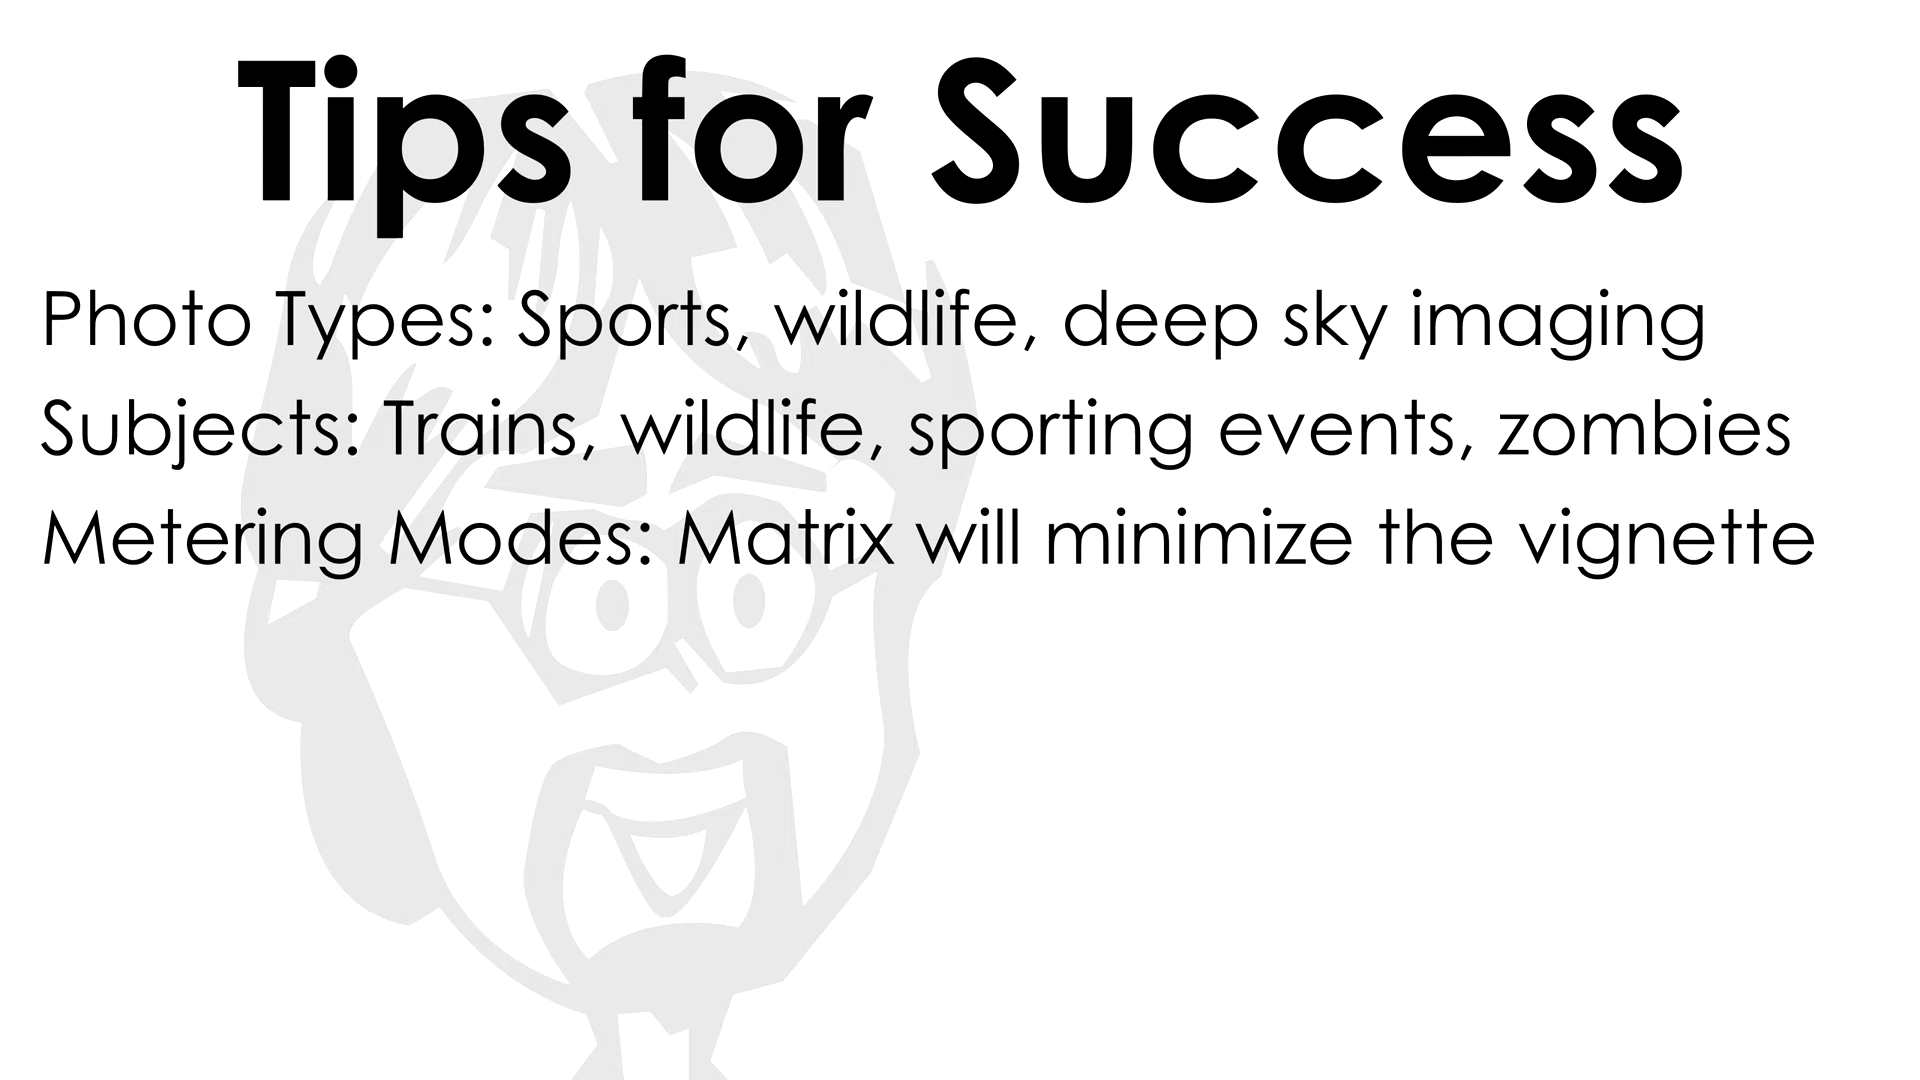 Tips for Success
Photo Types: Sports, wildlife, deep sky imaging
Subjects: Trains, wildlife, sporting events, zombies
Metering Modes: Matrix will minimize the vignette